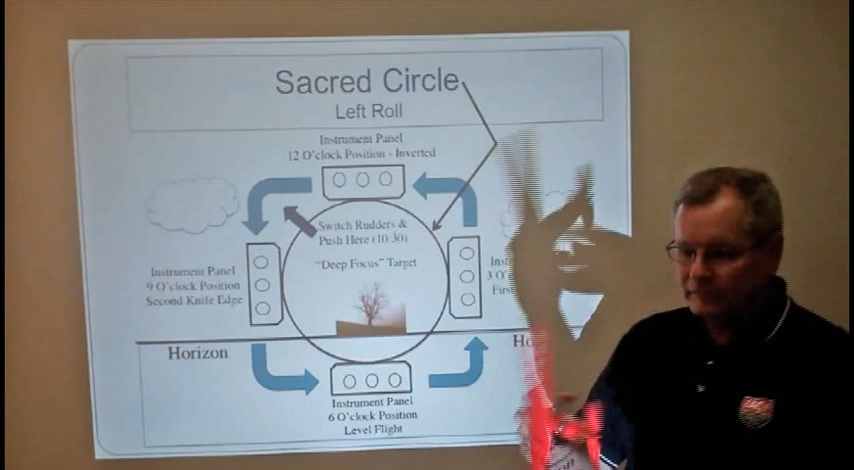 Sacred Circle
Left Roll
Instrument Panel
12 O'clock Position - Inverted
Switch Rudders &
Push Here (10:30)
"Deep Focus" Target
Instrument Panel
9 O'clock Position
Second Knife Edge
3 O'
Horizon
Instrument Panel
6 O'clock Position
Level Flight